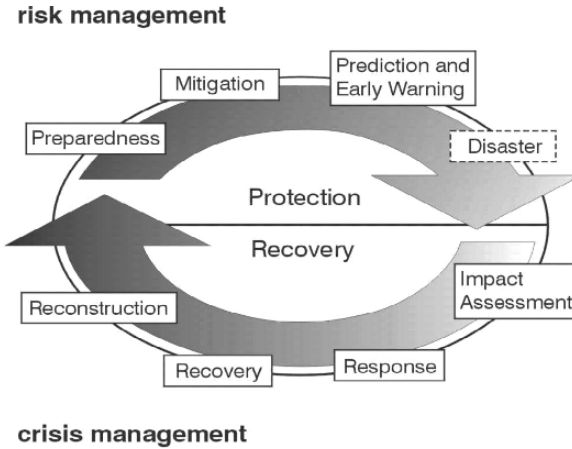 risk management
Mitigation
Prediction and
Early Warning
Preparedness
Disaster
Protection
Recovery
Impact
Assessment
Reconstruction
Recovery
Response
crisis management